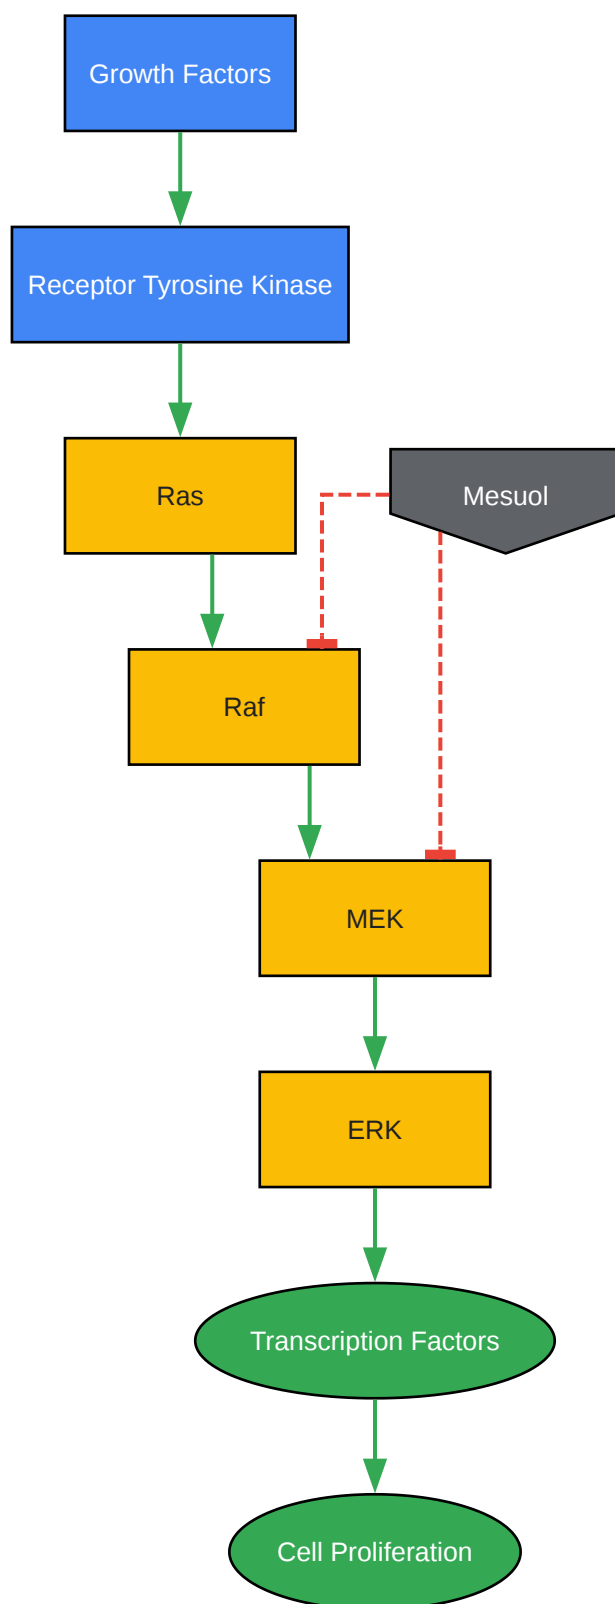 Growth Factors
Receptor Tyrosine Kinase
Ras
Mesuol
Raf
MEK
ERK
Transcription Factors
Cell Proliferation